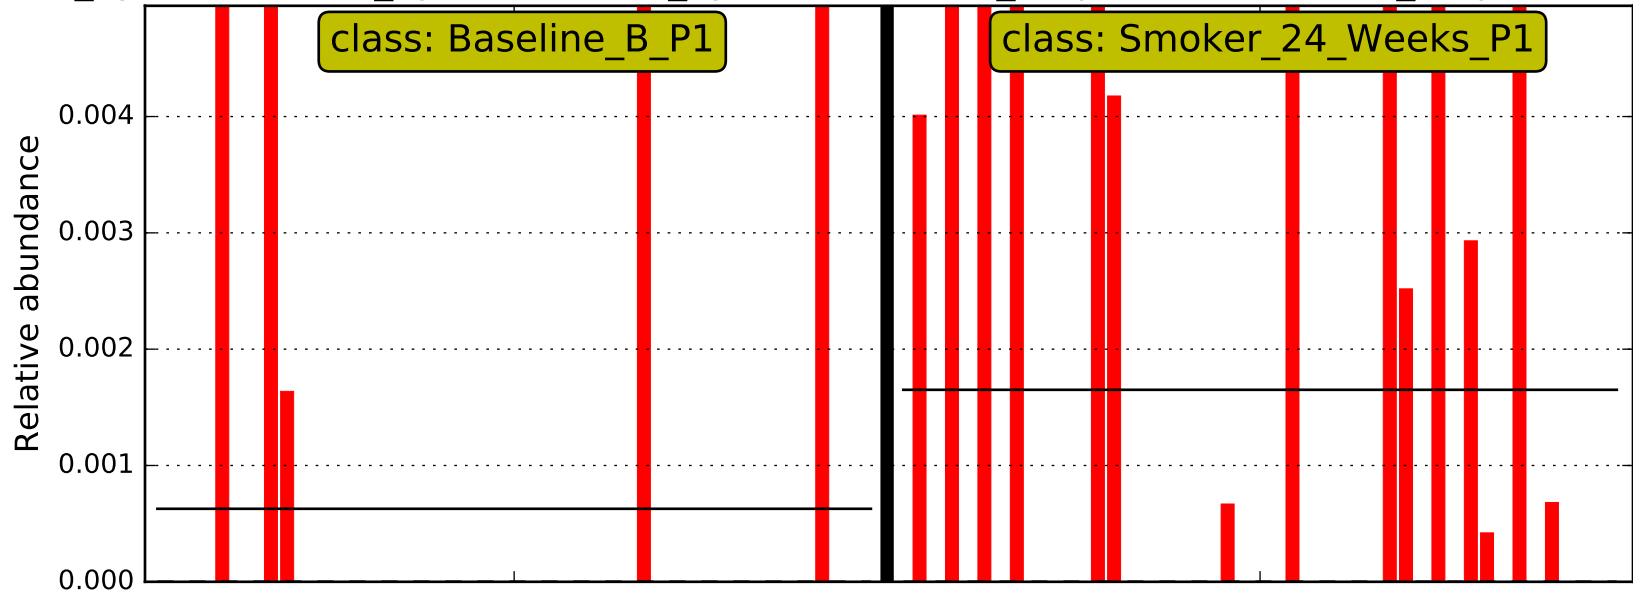 class: Baseline_B_P1
class: Smoker_24_Weeks_P1
0.004
0.003
0.002
0.001
0.000
Relative abundance